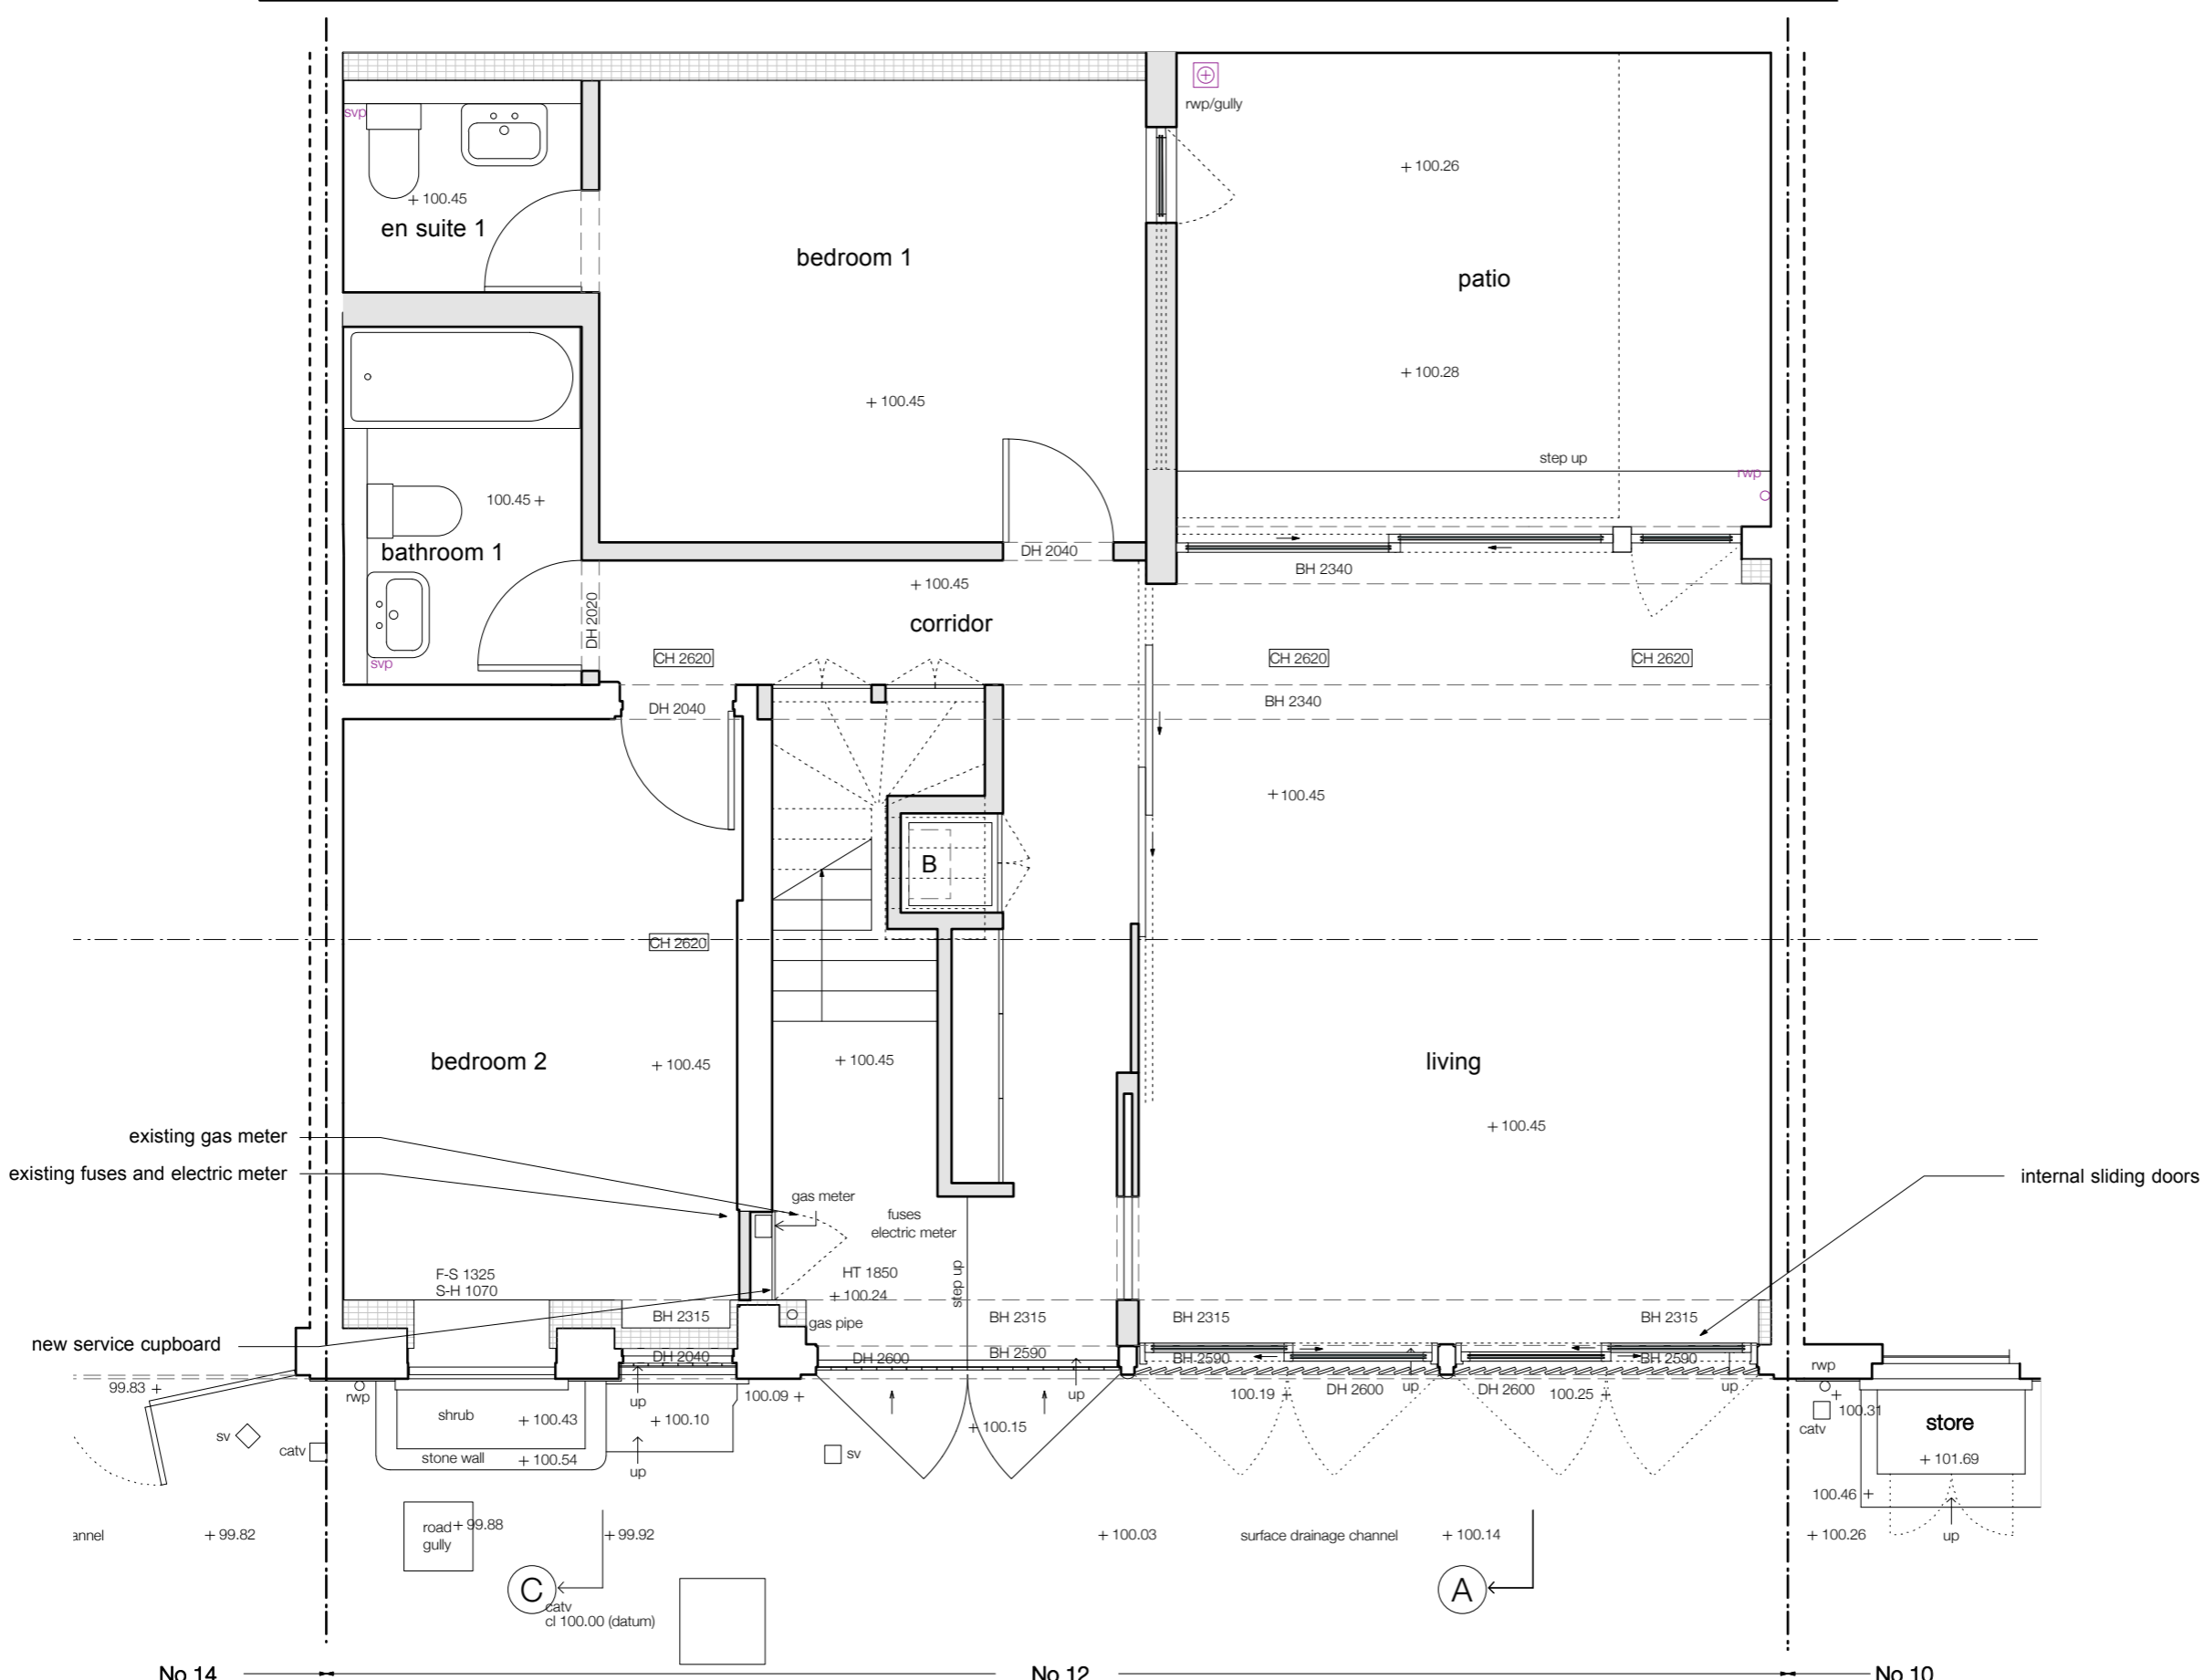 svp
rwp/gully
+ 100.26
+ 100.45
en suite 1
bedroom 1
patio
+ 100.28
+ 100.45
step up
rwp
100.45 +
bathroom 1
DH 2040
BH 2340
+ 100.45
DH 2020
corridor
svp
CH 2620
CH 2620
CH 2620
DH 2040
BH 2340
+ 100.45
B
CH 2620
bedroom 2
+ 100.45
+ 100.45
living
+ 100.45
existing gas meter
existing fuses and electric meter
internal sliding doors
gas meter
fuses
electric meter
F-S 1325
S-H 1070
HT 1850
+ 100.24
step up
BH 2315
gas pipe
BH 2315
BH 2315
BH 2315
new service cupboard
DH 2040
DH 2600
BH 2590
BH 2590
BH 2590
rwp
99.83 +
rwp
up
100.09 +
up
100.19 +
DH 2600
up
DH 2600
100.25 +
up
+
100.31
shrub
+ 100.43
+ 100.10
+ 100.15
catv
store
sv
catv
stone wall
+ 100.54
up
sv
+ 101.69
100.46 +
annel
+ 99.82
road
gully
+ 99.88
+ 99.92
+ 100.03
surface drainage channel
+ 100.14
+ 100.26
up
C
A
catv
cl 100.00 (datum)
No 14
No 12
No 10